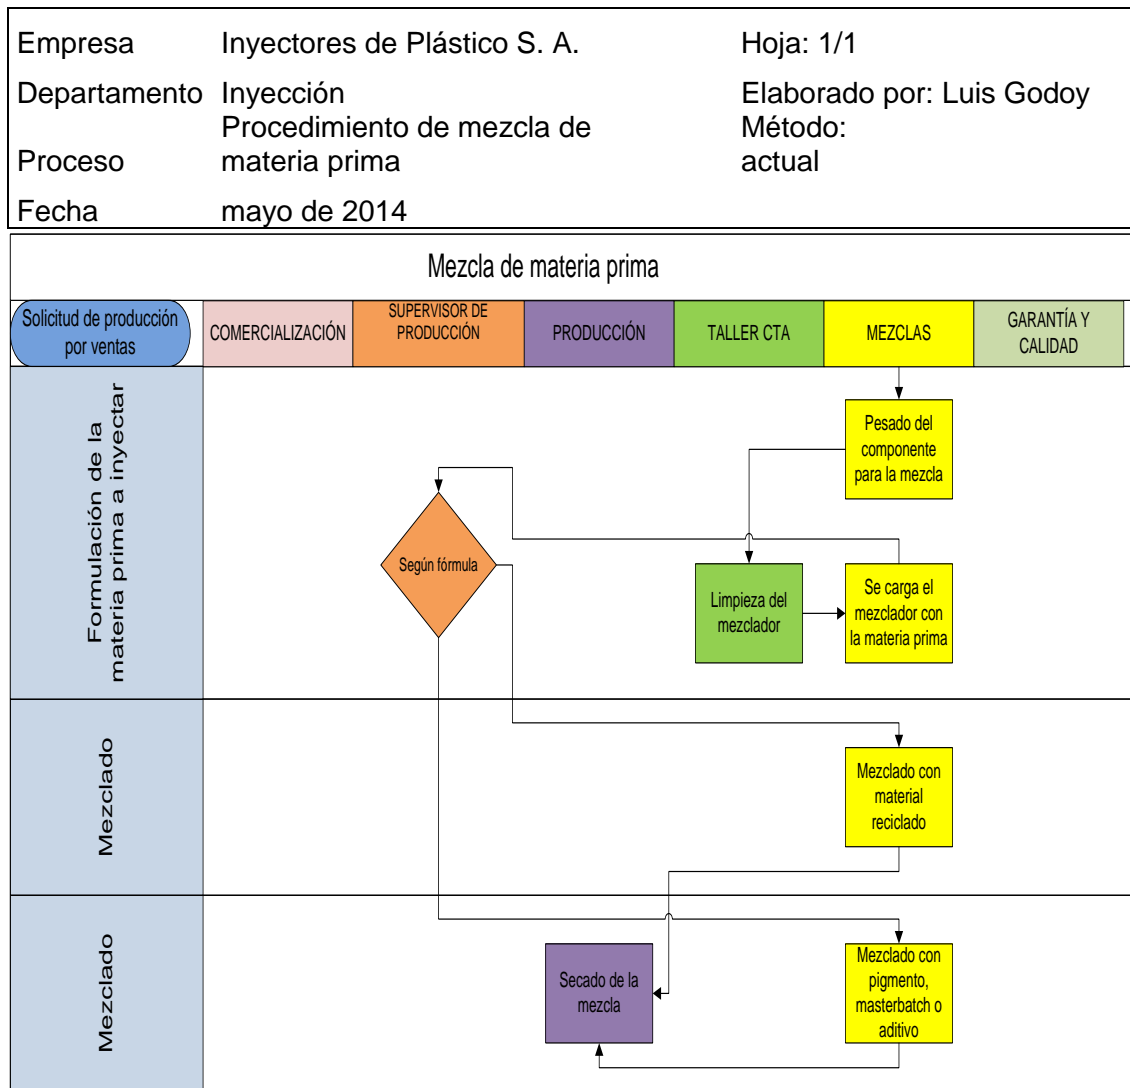 Empresa Inyectores de Plástico S. A. Hoja: 1/1
Departamento Inyección Elaborado por: Luis Godoy
Proceso Procedimiento de mezcla de
materia prima
Método:
actual
Fecha mayo de 2014
Mezcla de materia prima
Solicitud de producción
por ventas
COMERCIALIZACIÓN
SUPERVISOR DE
PRODUCCIÓN
PRODUCCIÓN
TALLER CTA
MEZCLAS
GARANTÍA Y
CALIDAD
Formulación de la
materia prima a inyectar
Pesado del
componente
para la mezcla
Según fórmula
Limpieza del
mezclador
Se carga el
mezclador con
la materia prima
Mezclado
Mezclado con
material
reciclado
Mezclado
Secado de la
mezcla
Mezclado con
pigmento,
masterbatch o
aditivo